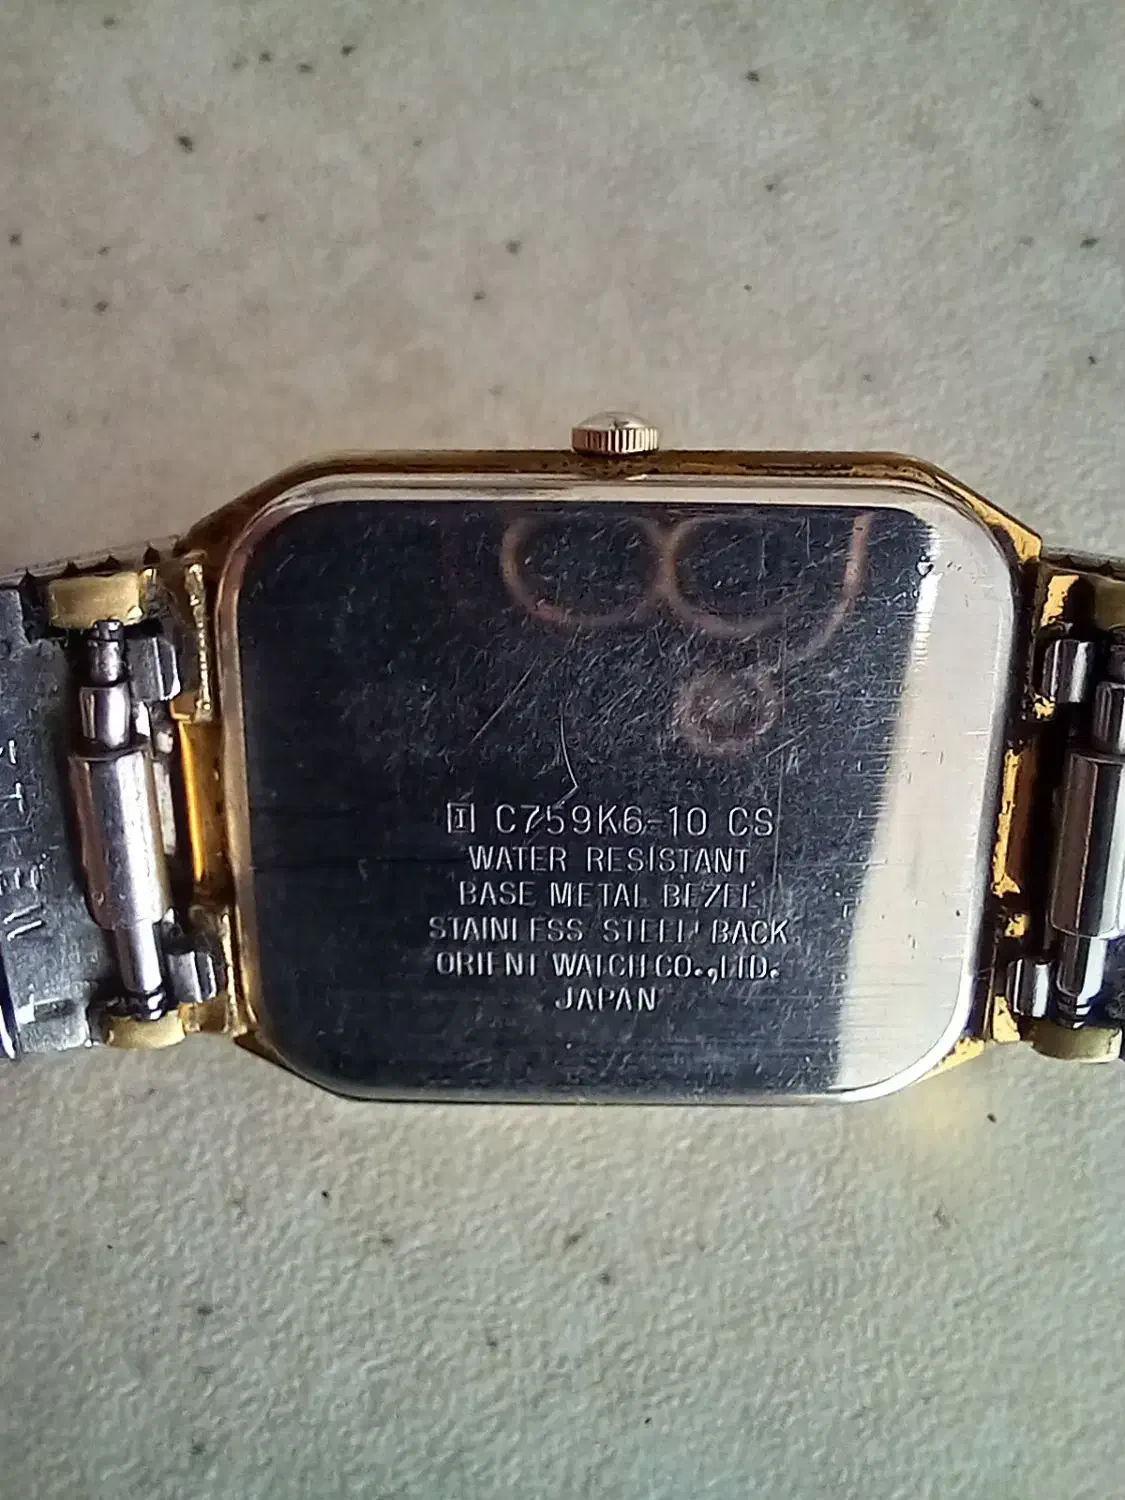 I C759K6-10 CS
WATER RESISTANT
BASE METAL BEZEL
STAINLESS STEEL BACK
ORIENT WATCH CO.,LTD.
JAPAN